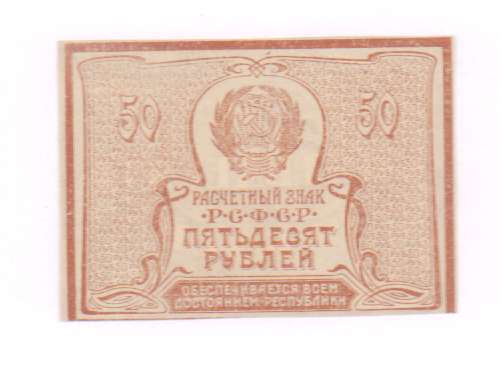 50 50
РАСЧЕТНЫЙ ЗНАК
·Р·С·Ф·С·Р·
ПЯТЬДЕСЯТ
РУБЛЕЙ
ОБЕСПЕЧИВАЕТСЯ ВСЕМ
ДОСТОЯНИЕМ РЕСПУБЛИКИ